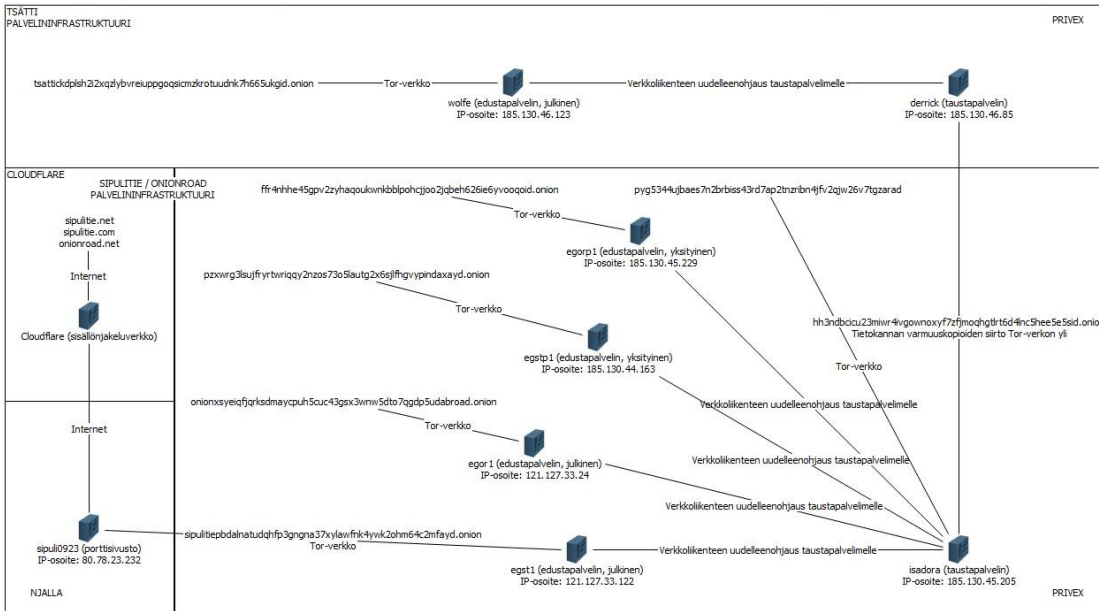 TSÄTTI
PALVELININFRASTRUKTUURI
PRIVEX
tsattickdplsh2i2xqzlybvreiuppgoqsicmzkrotuudnk7h665ukgid.onion
Tor-verkko
Verkkoliikenteen uudelleenohjaus taustapalvelimelle
wolfe (edustapalvelin, julkinen)
IP-osoite: 185.130.46.123
derrick (taustapalvelin)
IP-osoite: 185.130.46.85
CLOUDFLARE
SIPULITIE / ONIONROAD
PALVELININFRASTRUKTUURI
sipulitie.net
sipulitie.com
onionroad.net
Internet
Cloudflare (sisällönjakeluverkko)
Internet
sipuli0923 (porttisivusto)
IP-osoite: 80.78.23.232
NJALLA
ffr4nhhe45gpv2zyhaqoukwnkbblpohcjjoo2jqbeh626ie6yvooqoid.onion
Tor-verkko
egorp1 (edustapalvelin, yksityinen)
IP-osoite: 185.130.45.229
pyg5344ujbaes7n2brbiss43rd7ap2tnzribn4jfv2qjw26v7tgzarad
Tor-verkko
pzxwrg3lsujfryrtwriqqy2nzos73o5lautg2x6sjlfhgvypindaxayd.onion
Tor-verkko
egstp1 (edustapalvelin, yksityinen)
IP-osoite: 185.130.44.163
hh3ndbcicu23miwr4ivgownoxyf7zfjmoqhgtlrt6d4lnc5hee5e5sid.onio
Tietokannan varmuuskopioiden siirto Tor-verkon yli
Verkkoliikenteen uudelleenohjaus taustapalvelimelle
onionxsyeiqfjqrksdmaycpuh5cuc43gsx3wnw5dto7qgdp5udabroad.onion
Tor-verkko
egor1 (edustapalvelin, julkinen)
IP-osoite: 121.127.33.24
Verkkoliikenteen uudelleenohjaus taustapalvelimelle
Verkkoliikenteen uudelleenohjaus taustapalvelimelle
sipulitiepbdalnatudqhfp3gngna37xylawfnk4ywk2ohm64c2mfayd.onion
Tor-verkko
egst1 (edustapalvelin, julkinen)
IP-osoite: 121.127.33.122
Verkkoliikenteen uudelleenohjaus taustapalvelimelle
isadora (taustapalvelin)
IP-osoite: 185.130.45.205
PRIVEX